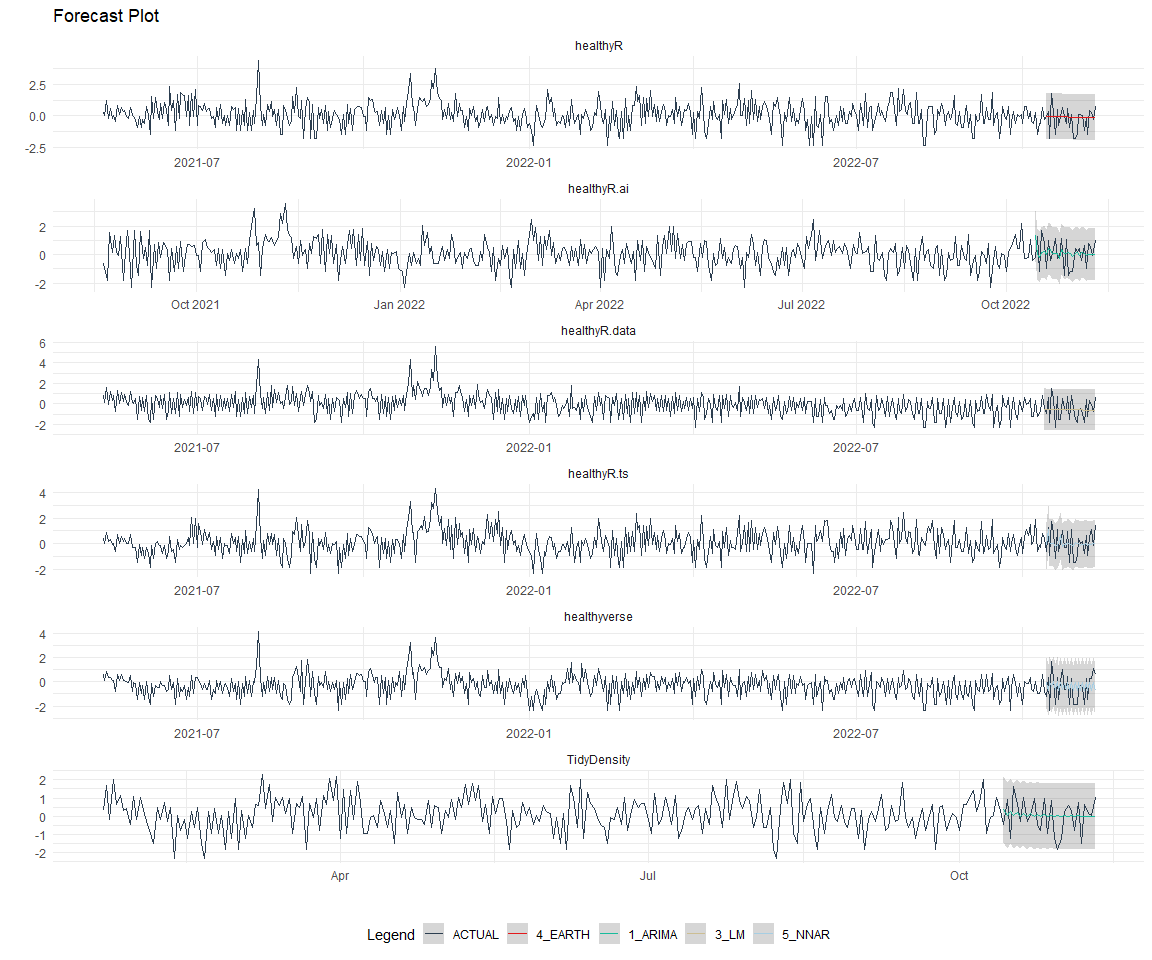 Forecast Plot
healthyR
2.5
0.0
-2.5
2021-07 2022-01 2022-07
healthyR.ai
2
0
-2
Oct 2021 Jan 2022 Apr 2022 Jul 2022 Oct 2022
healthyR.data
6
4
2
0
-2
2021-07 2022-01 2022-07
healthyR.ts
4
2
0
-2
2021-07 2022-01 2022-07
healthyverse
4
2
0
-2
2021-07 2022-01 2022-07
TidyDensity
2
1
0
-1
-2
Apr Jul Oct
Legend ACTUAL 4_EARTH 1_ARIMA 3_LM 5_NNAR